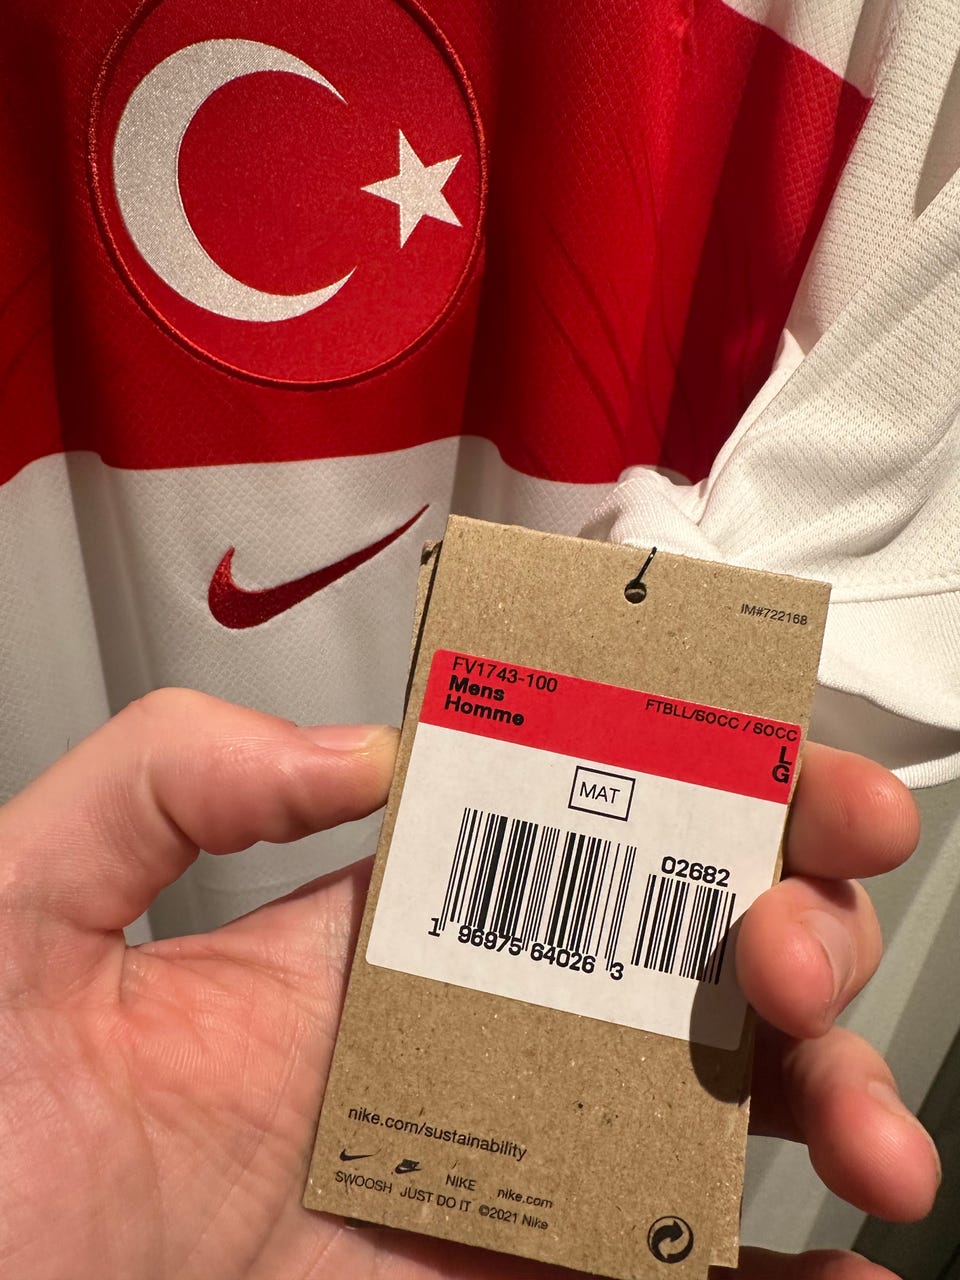 IM#722168
FV1743-100
Mens
Homme
FTBLL/SOCC / SOCC
L
G
MAT
02682
1 96975 64026 3
nike.com/sustainability
NIKE nike.com
SWOOSH JUST DO IT ©2021 Nike